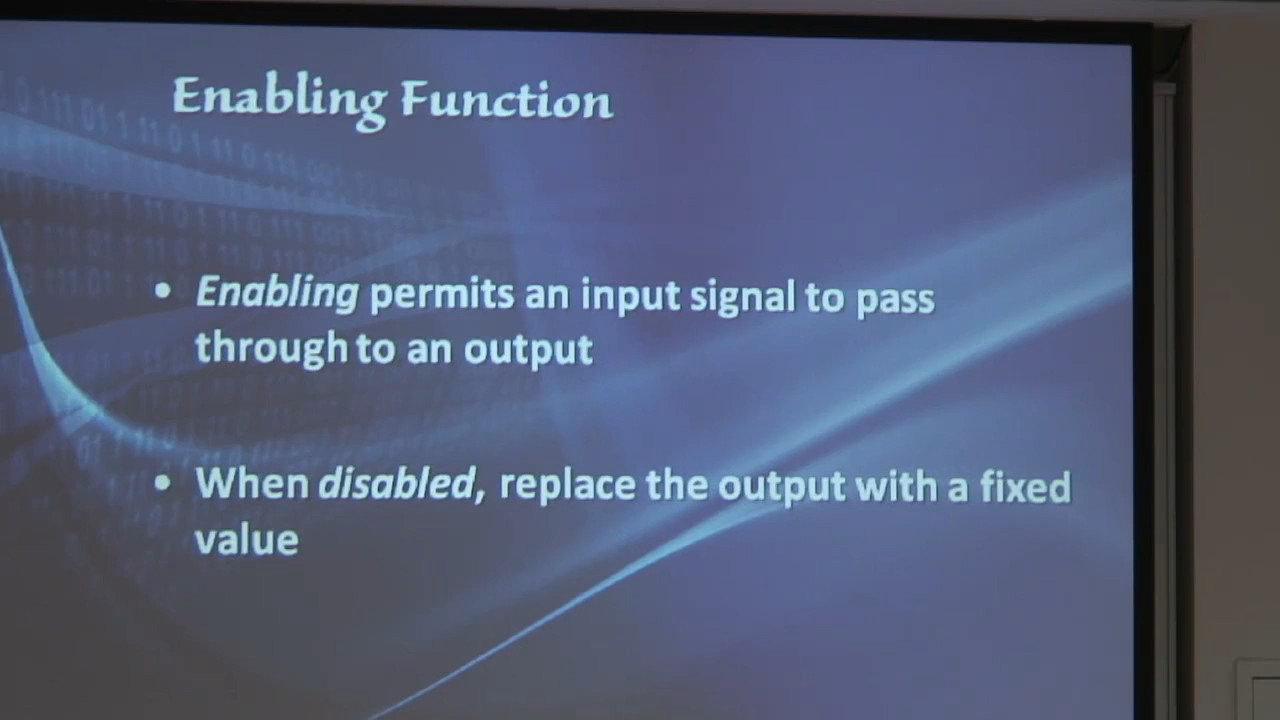 Enabling Function
• Enabling permits an input signal to pass
through to an output
• When disabled, replace the output with a fixed
value